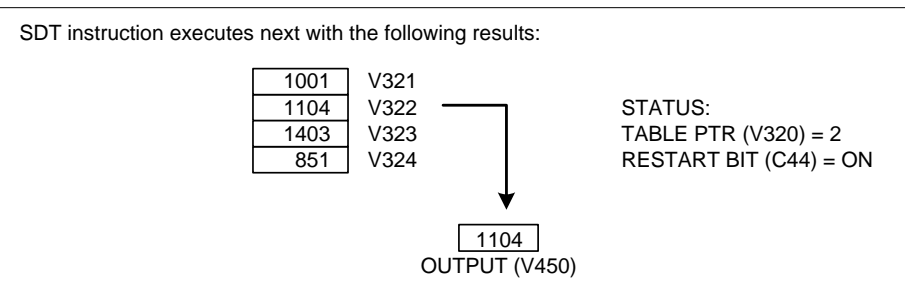 SDT instruction executes next with the following results:
1001 V321
1104 V322 STATUS:
1403 V323 TABLE PTR (V320) = 2
851 V324 RESTART BIT (C44) = ON
1104
OUTPUT (V450)